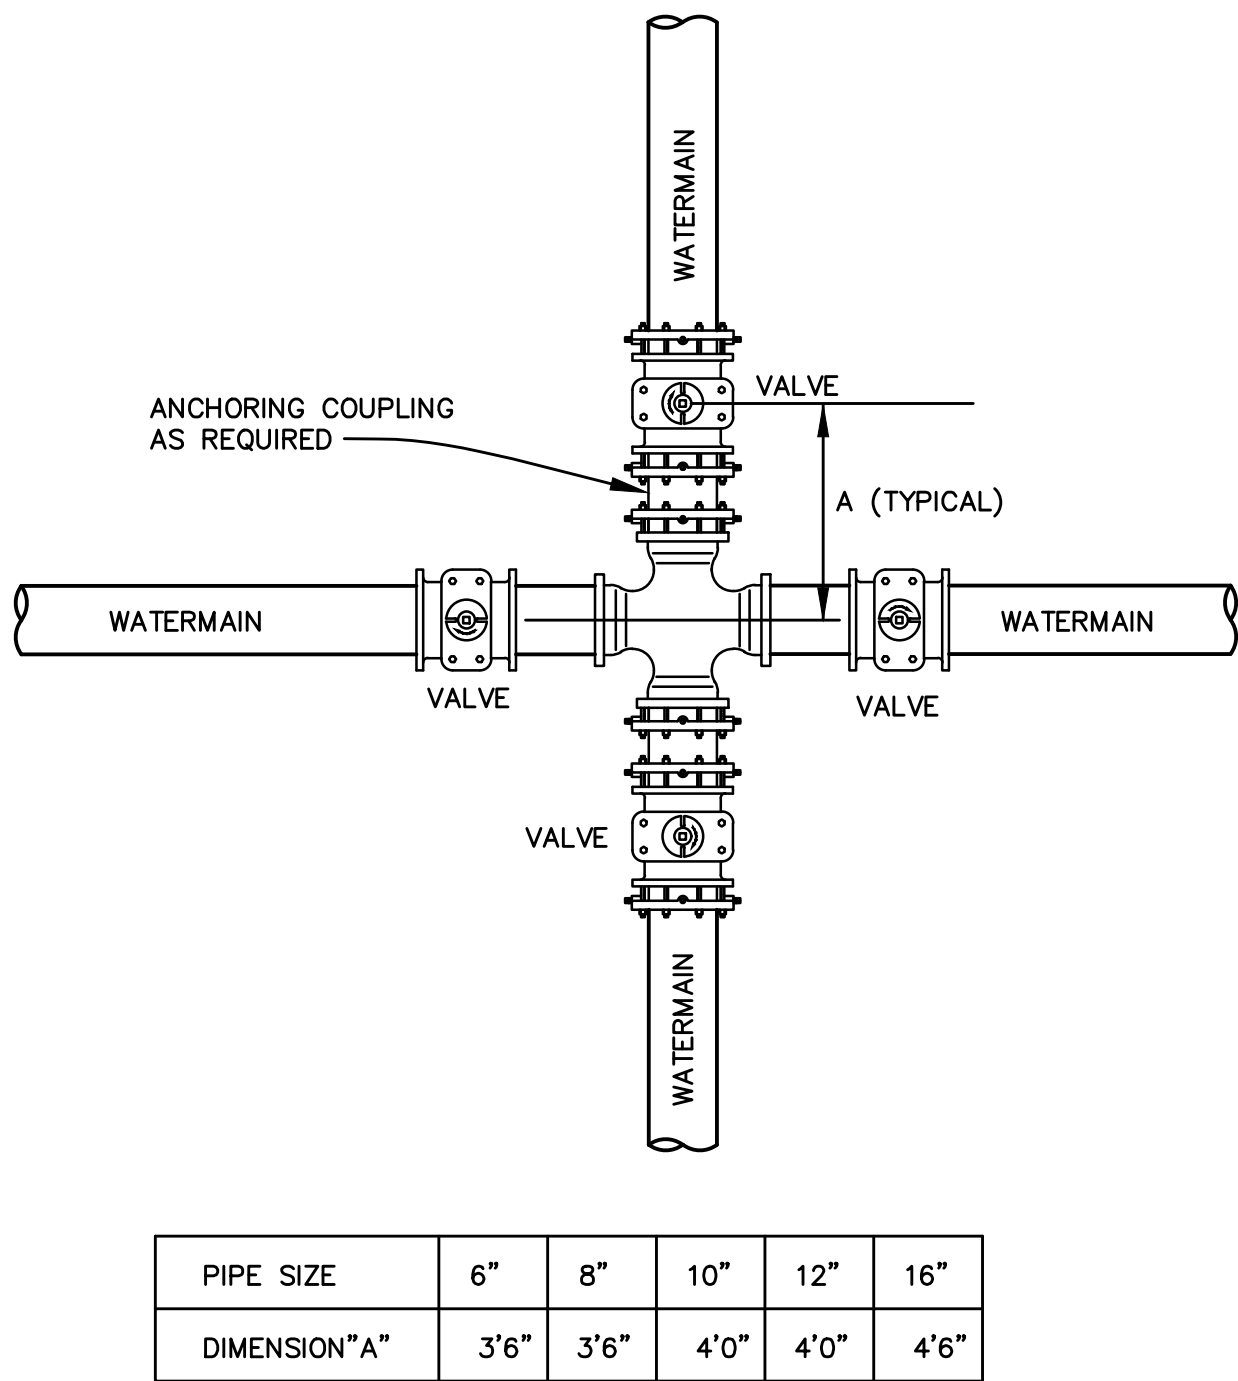 WATERMAIN
VALVE
ANCHORING COUPLING
AS REQUIRED
A (TYPICAL)
WATERMAIN
WATERMAIN
VALVE
VALVE
VALVE
WATERMAIN
PIPE SIZE 6" 8" 10" 12" 16"
DIMENSION"A" 3'6" 3'6" 4'0" 4'0" 4'6"